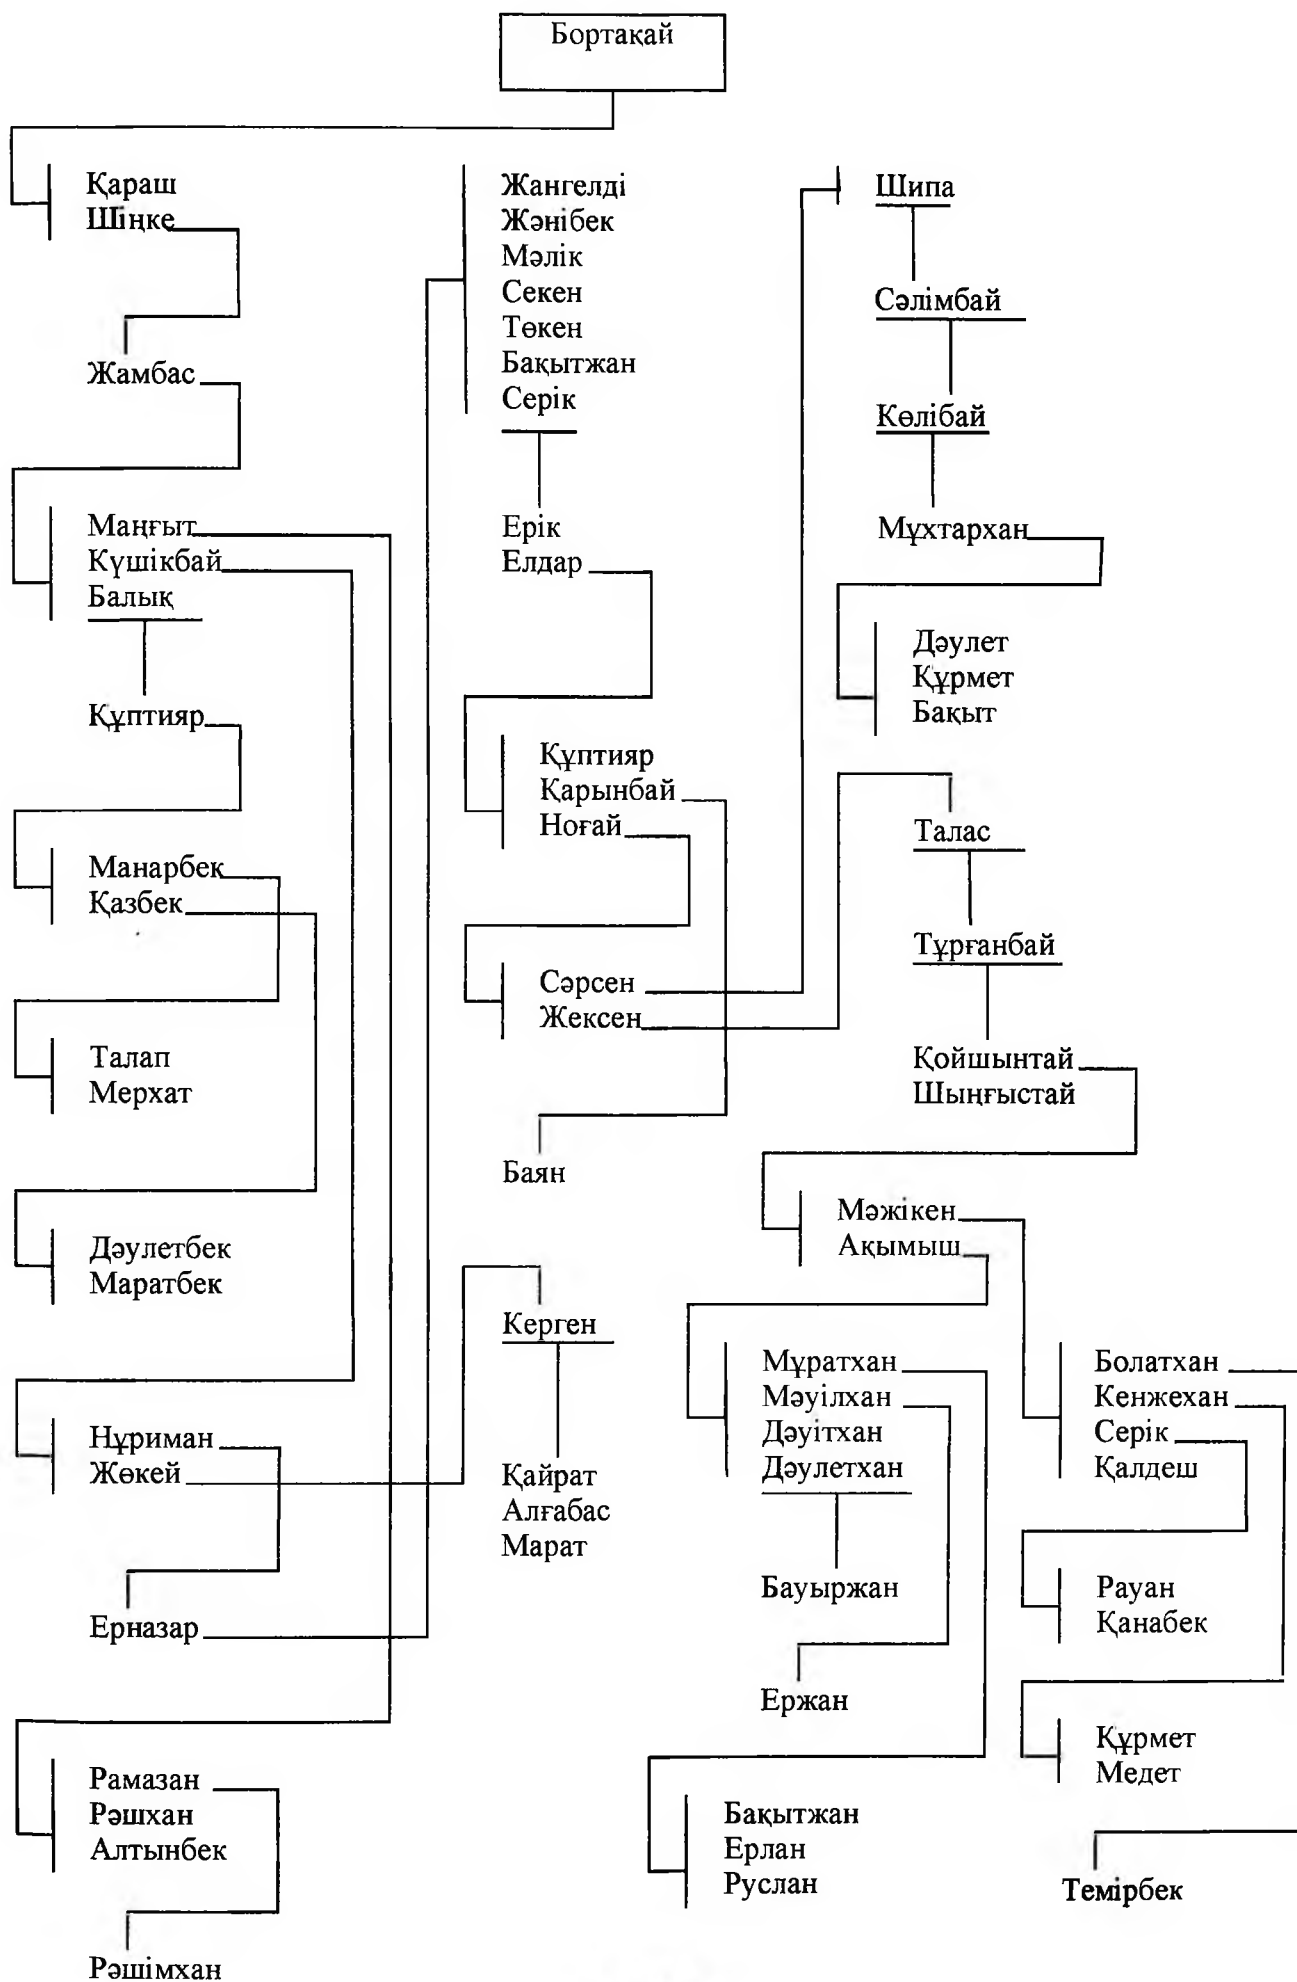 Бортақай
Қараш
Шіңке
Жамбас
Маңғыт
Күшікбай
Балық
Құптияр
Манарбек
Қазбек
Талап
Мерхат
Дәулетбек
Маратбек
Нұриман
Жөкей
Ерназар
Рамазан
Рәшхан
Алтынбек
Рәшімхан
Жангелді
Жәнібек
Мәлік
Секен
Төкен
Бақытжан
Серік
Ерік
Елдар
Құптияр
Қарынбай
Ноғай
Сәрсен
Жексен
Баян
Керген
Қайрат
Алғабас
Марат
Шипа
Сәлімбай
Көлібай
Мұхтархан
Дәулет
Құрмет
Бақыт
Талас
Тұрғанбай
Қойшынтай
Шыңғыстай
Мәжікен
Ақымыш
Мұратхан
Мәуілхан
Дәуітхан
Дәулетхан
Бауыржан
Ержан
Бақытжан
Ерлан
Руслан
Болатхан
Кенжехан
Серік
Қалдеш
Рауан
Қанабек
Құрмет
Медет
Темірбек